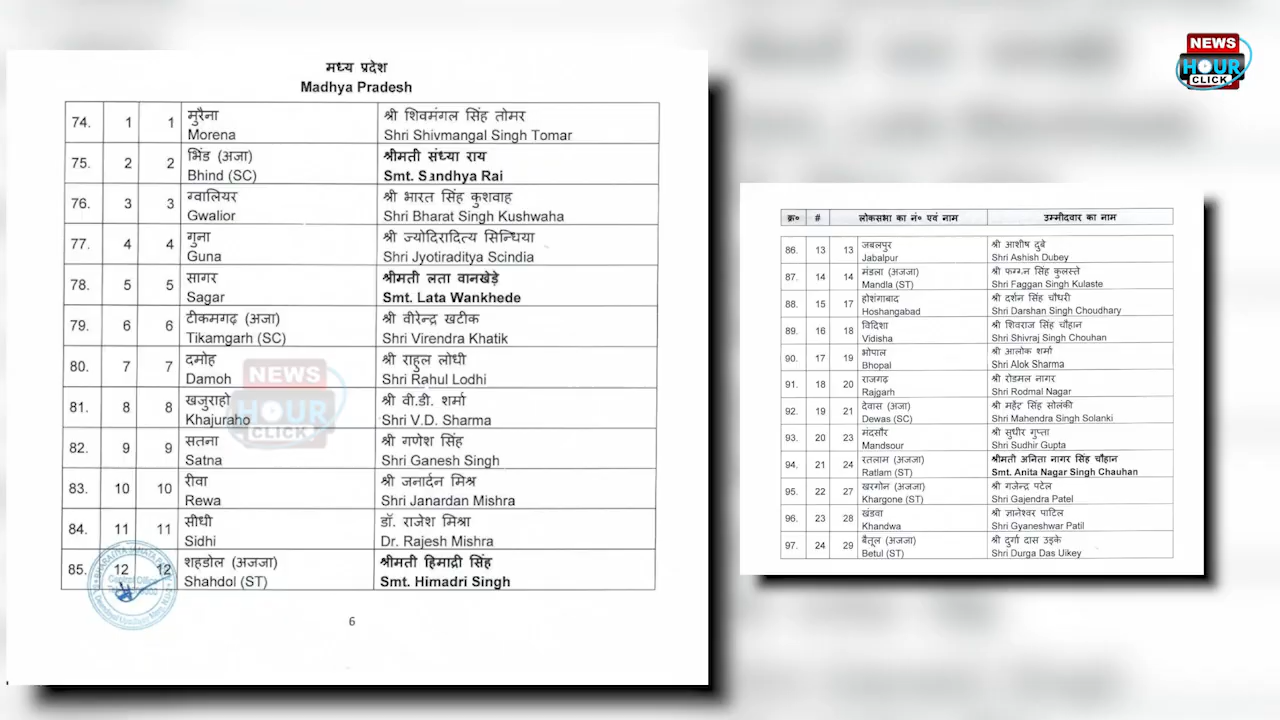 मध्य प्रदेश
Madhya Pradesh
74. 1 1 मुरैना श्री शिवमंगल सिंह तोमर
Morena Shri Shivmangal Singh Tomar
75. 2 2 भिंड (अजा) श्रीमती संध्या राय
Bhind (SC) Smt. Sandhya Rai
76. 3 3 ग्वालियर श्री भारत सिंह कुशवाह
Gwalior Shri Bharat Singh Kushwaha
77. 4 4 गुना श्री ज्योदिरादित्य सिन्धिया
Guna Shri Jyotiraditya Scindia
78. 5 5 सागर श्रीमती लता वानखेड़े
Sagar Smt. Lata Wankhede
79. 6 6 टीकमगढ़ (अजा) श्री वीरेन्द्र खटीक
Tikamgarh (SC) Shri Virendra Khatik
80. 7 7 दमोह श्री राहुल लोधी
Damoh Shri Rahul Lodhi
81. 8 8 खजुराहो श्री वी.डी. शर्मा
Khajuraho Shri V.D. Sharma
82. 9 9 सतना श्री गणेश सिंह
Satna Shri Ganesh Singh
83. 10 10 रीवा श्री जनार्दन मिश्र
Rewa Shri Janardan Mishra
84. 11 11 सीधी डॉ. राजेश मिश्रा
Sidhi Dr. Rajesh Mishra
85. 12 12 शहडोल (अजजा) श्रीमती हिमाद्री सिंह
Shahdol (ST) Smt. Himadri Singh
6
NEWS
HOUR
CLICK
NEWS
HOUR
CLICK
क्र० # लोकसभा का नं० एवं नाम उम्मीदवार का नाम
86. 13 13 जबलपुर श्री आशीष दुबे
Jabalpur Shri Ashish Dubey
87. 14 14 मंडला (अजजा) श्री फग्गन सिंह कुलस्ते
Mandla (ST) Shri Faggan Singh Kulaste
88. 15 17 होशंगाबाद श्री दर्शन सिंह चौधरी
Hoshangabad Shri Darshan Singh Choudhary
89. 16 18 विदिशा श्री शिवराज सिंह चौहान
Vidisha Shri Shivraj Singh Chouhan
90. 17 19 भोपाल श्री आलोक शर्मा
Bhopal Shri Alok Sharma
91. 18 20 राजगढ़ श्री रोडमल नागर
Rajgarh Shri Rodmal Nagar
92. 19 21 देवास (अजा) श्री महेंद्र सिंह सोलंकी
Dewas (SC) Shri Mahendra Singh Solanki
93. 20 23 मंदसौर श्री सुधीर गुप्ता
Mandsour Shri Sudhir Gupta
94. 21 24 रतलाम (अजजा) श्रीमती अनिता नागर सिंह चौहान
Ratlam (ST) Smt. Anita Nagar Singh Chauhan
95. 22 27 खरगोन (अजजा) श्री गजेन्द्र पटेल
Khargone (ST) Shri Gajendra Patel
96. 23 28 खंडवा श्री ज्ञानेश्वर पाटिल
Khandwa Shri Gyaneshwar Patil
97. 24 29 बैतूल (अजजा) श्री दुर्गा दास उइके
Betul (ST) Shri Durga Das Uikey